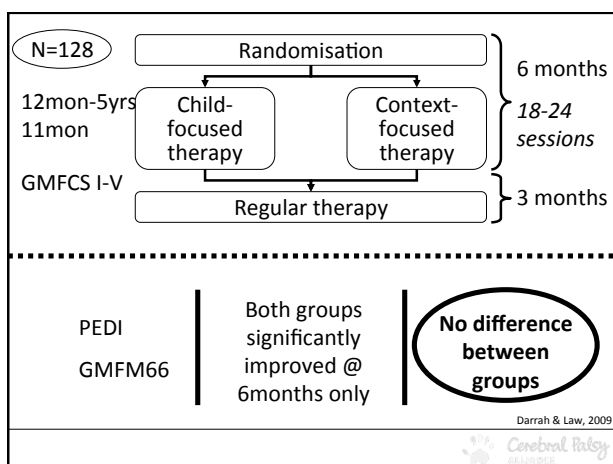 N=128
Randomisation
6 months
12mon-5yrs
11mon
Child-
focused
therapy
Context-
focused
therapy
18-24
sessions
GMFCS I-V
Regular therapy
3 months
PEDI
GMFM66
Both groups
significantly
improved @
6months only
No difference
between
groups
Darrah & Law, 2009
Cerebral Palsy
ALLIANCE